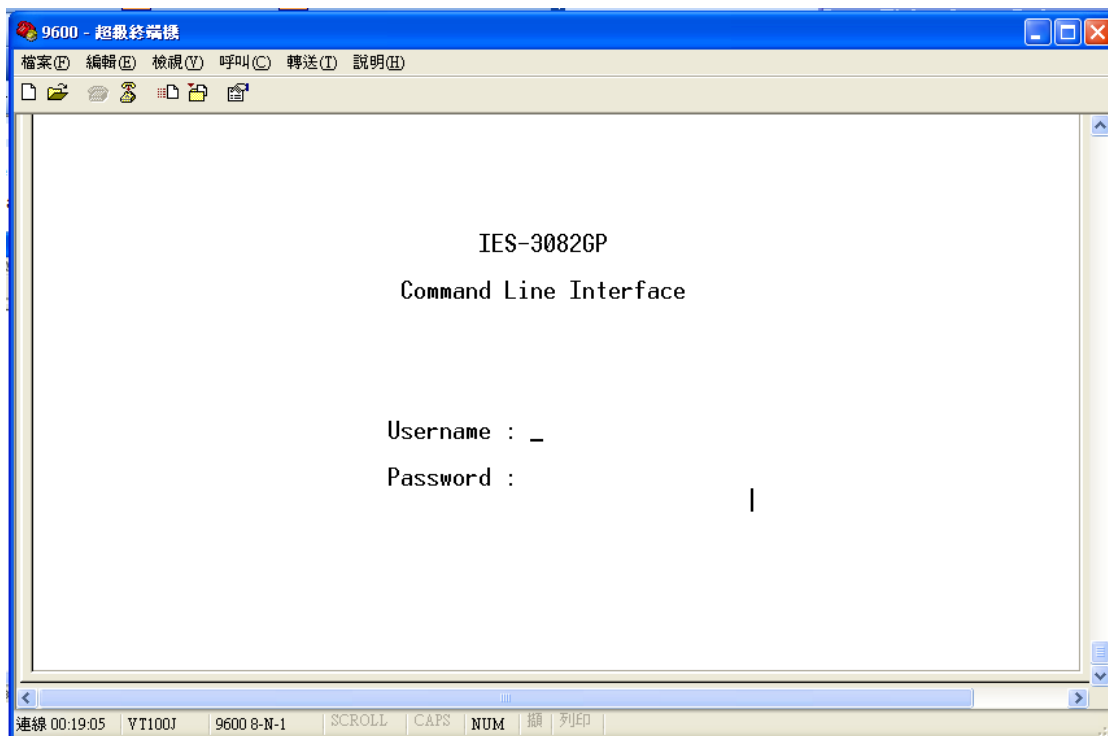 9600 - 超級終端機
檔案(F) 編輯(E) 檢視(V) 呼叫(C) 轉送(T) 說明(H)
IES-3082GP
Command Line Interface
Username : _
Password :
連線 00:19:05 VT100J 9600 8-N-1 SCROLL CAPS NUM 擷 列印